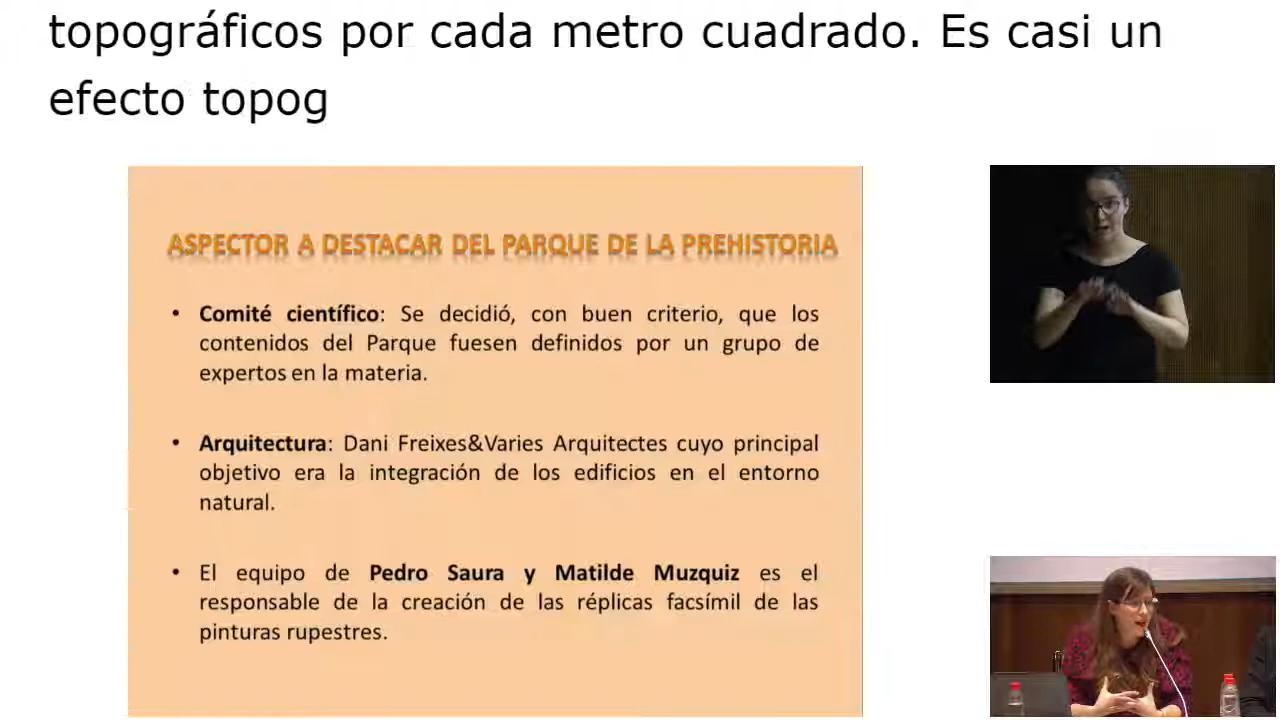 topográficos por cada metro cuadrado. Es casi un
efecto topog
ASPECTOR A DESTACAR DEL PARQUE DE LA PREHISTORIA
• Comité científico: Se decidió, con buen criterio, que los
contenidos del Parque fuesen definidos por un grupo de
expertos en la materia.
• Arquitectura: Dani Freixes&Varies Arquitectes cuyo principal
objetivo era la integración de los edificios en el entorno
natural.
• El equipo de Pedro Saura y Matilde Muzquiz es el
responsable de la creación de las réplicas facsímil de las
pinturas rupestres.